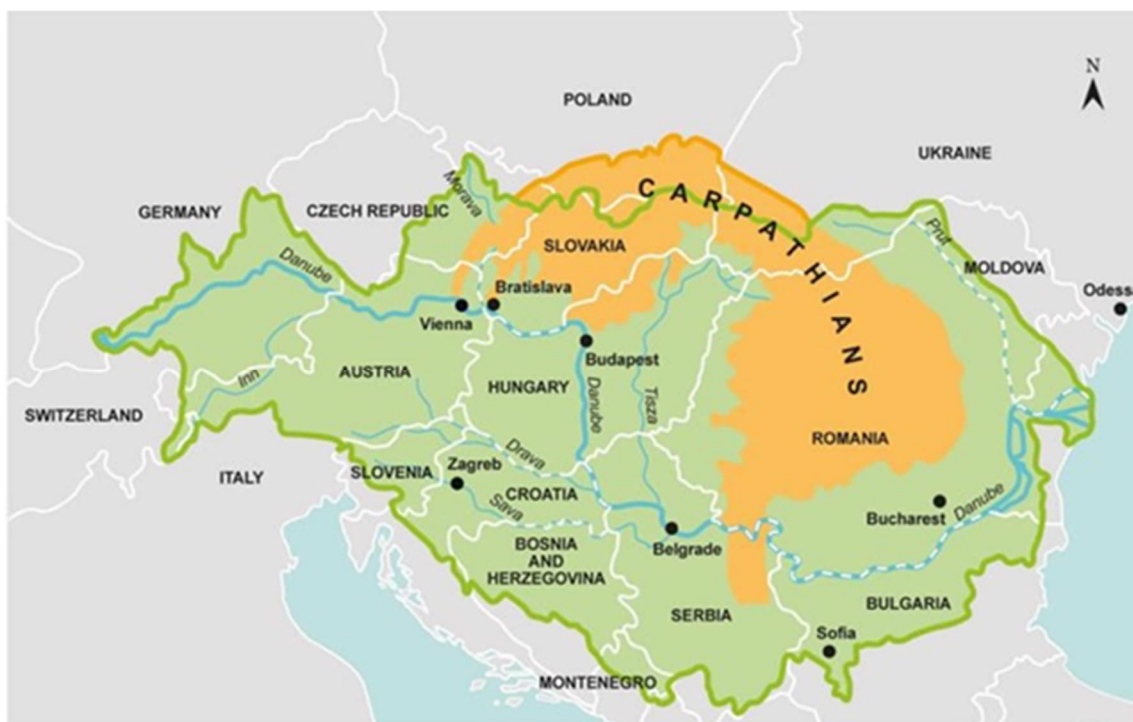 N
POLAND
UKRAINE
GERMANY
CZECH REPUBLIC
Morava
CARPATHIANS
Prut
SLOVAKIA
MOLDOVA
Danube
Bratislava
Odess
Vienna
Budapest
AUSTRIA
Inn
HUNGARY
Danube
Tisza
SWITZERLAND
ROMANIA
ITALY
SLOVENIA
Zagreb
Drava
CROATIA
Sava
Bucharest
Danube
Belgrade
BOSNIA
AND
HERZEGOVINA
BULGARIA
SERBIA
Sofia
MONTENEGRO